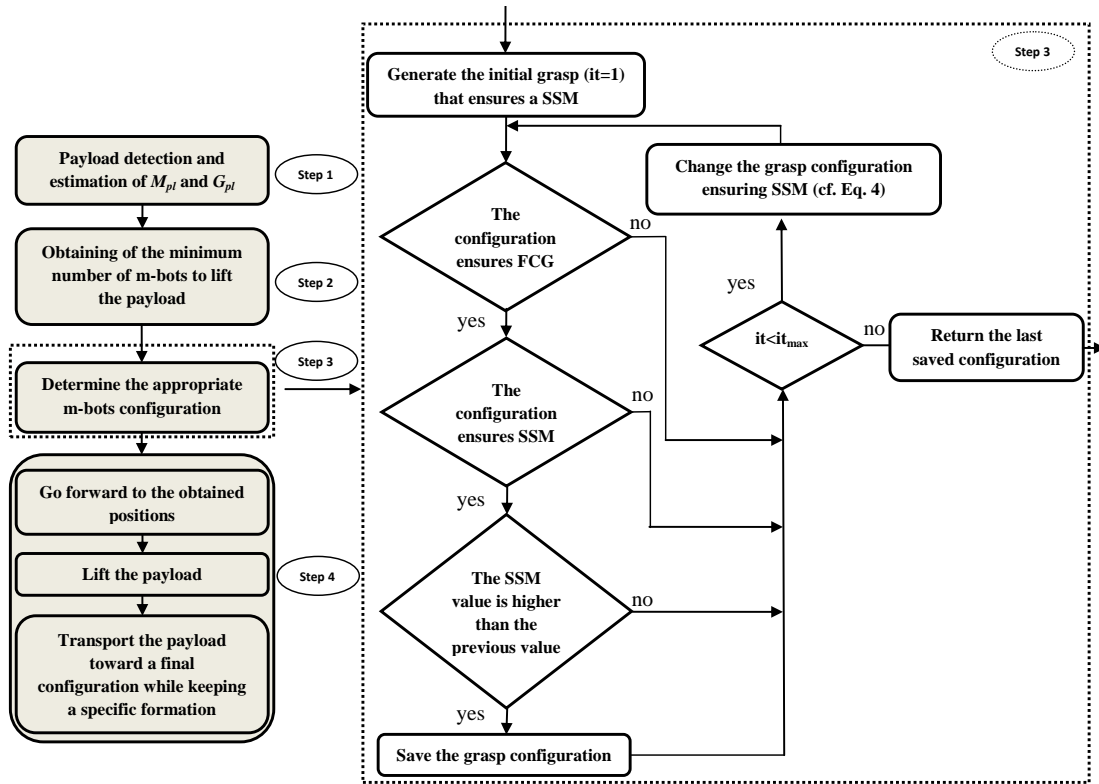 Payload detection and
estimation of Mpl and Gpl
Step 1
Obtaining of the minimum
number of m-bots to lift
the payload
Step 2
Determine the appropriate
m-bots configuration
Step 3
Go forward to the obtained
positions
Lift the payload
Step 4
Transport the payload
toward a final
configuration while keeping
a specific formation
Step 3
Generate the initial grasp (it=1)
that ensures a SSM
Change the grasp configuration
ensuring SSM (cf. Eq. 4)
The
configuration
ensures FCG
no
yes
yes
it<itmax
no
Return the last
saved configuration
The
configuration
ensures SSM
no
yes
The SSM
value is higher
than the
previous value
no
yes
Save the grasp configuration